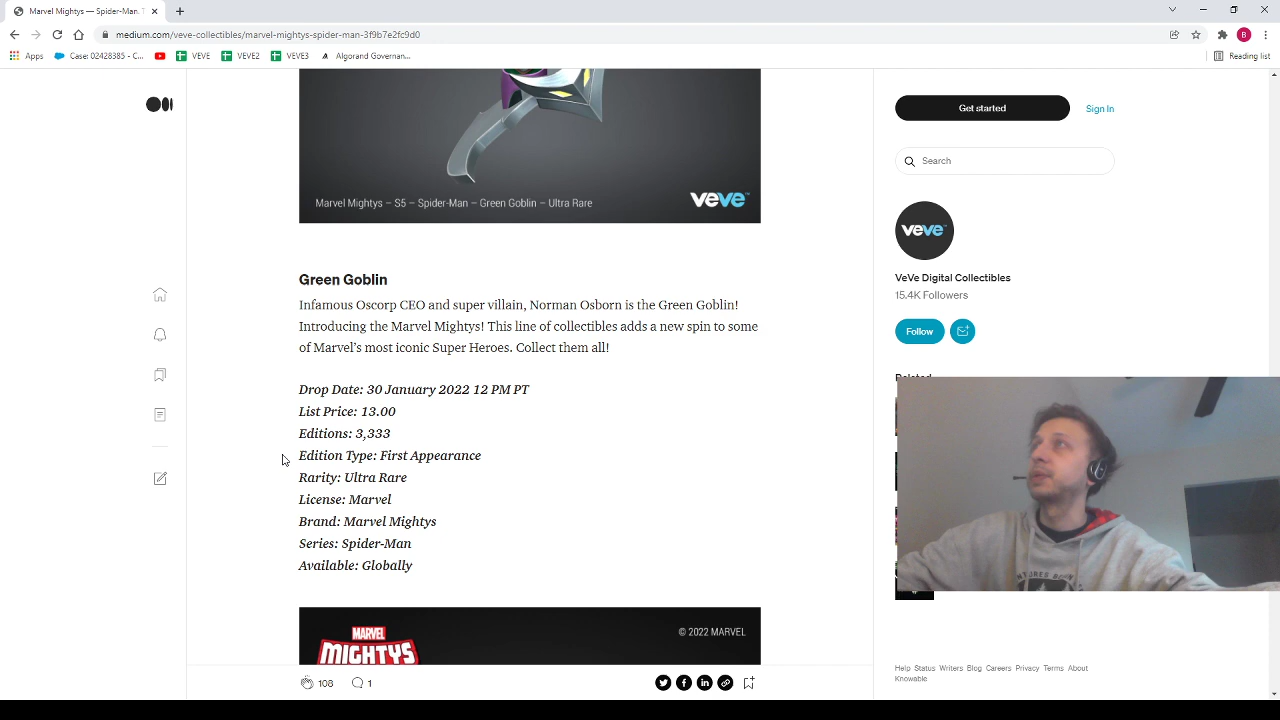 Marvel Mightys — Spider-Man. T
medium.com/veve-collectibles/marvel-mightys-spider-man-3f9b7e2fc9d0
B
Apps
Case: 02428385 - C...
VEVE
VEVE2
VEVE3
Algorand Governan...
Reading list
Marvel Mightys – S5 – Spider-Man – Green Goblin – Ultra Rare
veve™
Green Goblin
Infamous Oscorp CEO and super villain, Norman Osborn is the Green Goblin!
Introducing the Marvel Mightys! This line of collectibles adds a new spin to some
of Marvel's most iconic Super Heroes. Collect them all!
Drop Date: 30 January 2022 12 PM PT
List Price: 13.00
Editions: 3,333
Edition Type: First Appearance
Rarity: Ultra Rare
License: Marvel
Brand: Marvel Mightys
Series: Spider-Man
Available: Globally
MARVEL
MIGHTYS
© 2022 MARVEL
108
1
Get started
Sign In
Search
veve™
VeVe Digital Collectibles
15.4K Followers
Follow
Related
Help Status Writers Blog Careers Privacy Terms About
Knowable